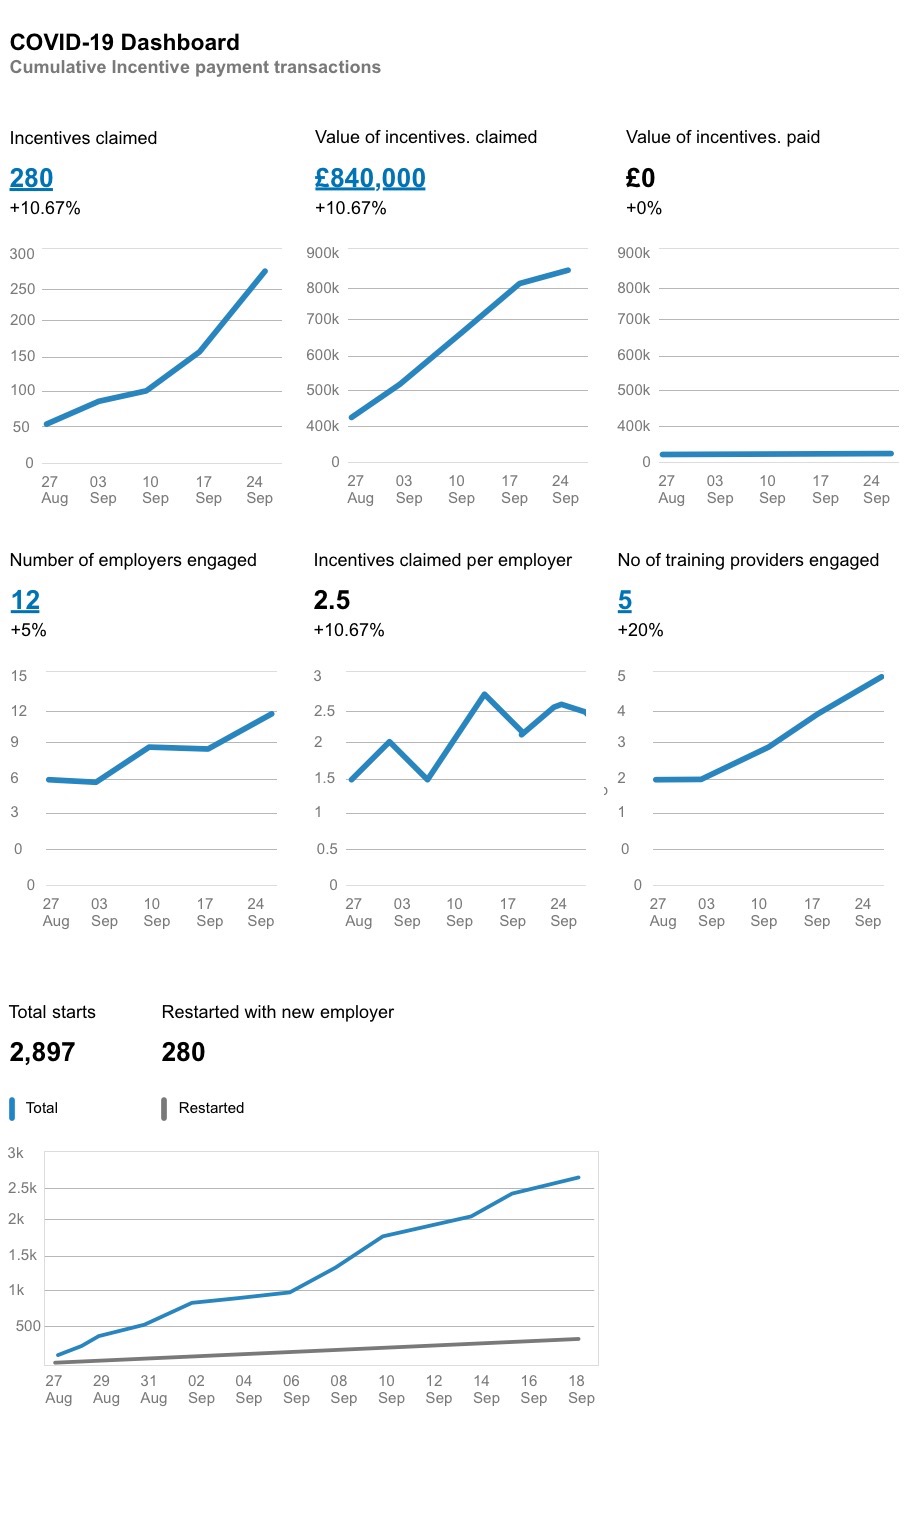 COVID-19 Dashboard
Cumulative Incentive payment transactions
Incentives claimed
280
+10.67%
300
250
200
150
100
50
0
27 Aug
03 Sep
10 Sep
17 Sep
24 Sep
Value of incentives. claimed
£840,000
+10.67%
900k
800k
700k
600k
500k
400k
0
27 Aug
03 Sep
10 Sep
17 Sep
24 Sep
Value of incentives. paid
£0
+0%
900k
800k
700k
600k
500k
400k
0
27 Aug
03 Sep
10 Sep
17 Sep
24 Sep
Number of employers engaged
12
+5%
15
12
9
6
3
0
0
27 Aug
03 Sep
10 Sep
17 Sep
24 Sep
Incentives claimed per employer
2.5
+10.67%
3
2.5
2
1.5
1
0.5
0
27 Aug
03 Sep
10 Sep
17 Sep
24 Sep
No of training providers engaged
5
+20%
5
4
3
2
1
0
0
27 Aug
03 Sep
10 Sep
17 Sep
24 Sep
Total starts
2,897
Restarted with new employer
280
Total
Restarted
3k
2.5k
2k
1.5k
1k
500
27 Aug
29 Aug
31 Aug
02 Sep
04 Sep
06 Sep
08 Sep
10 Sep
12 Sep
14 Sep
16 Sep
18 Sep